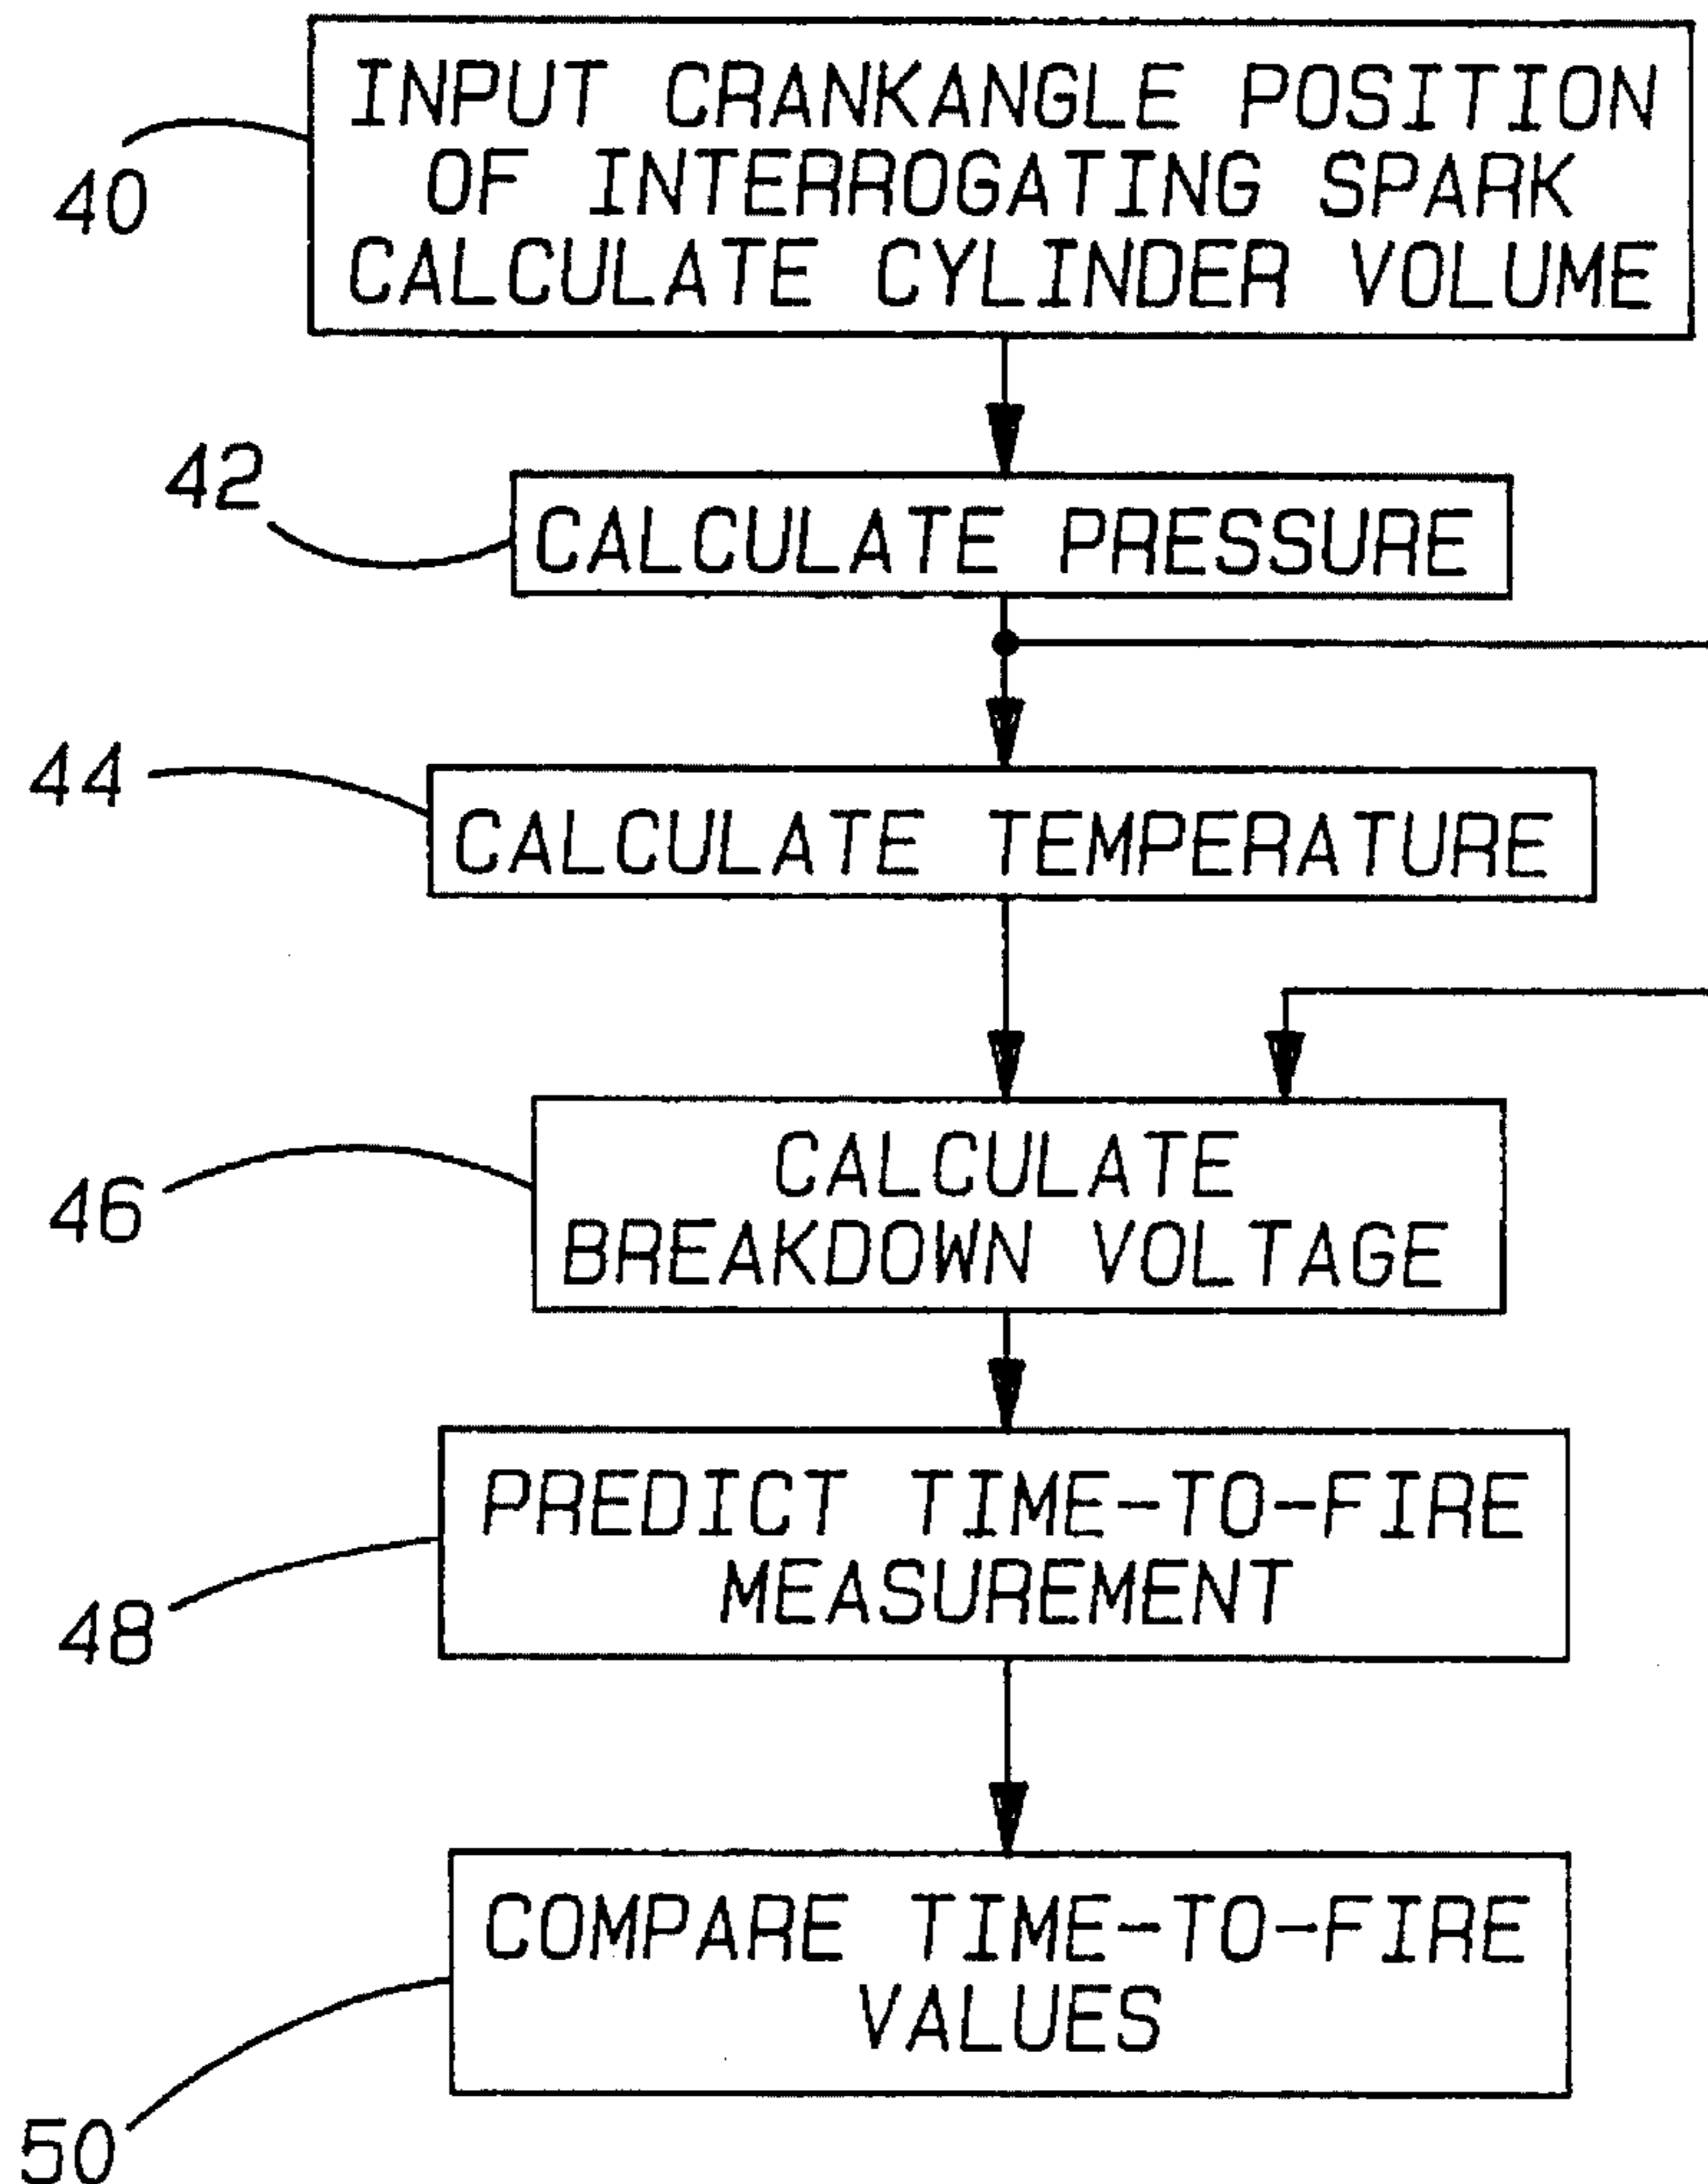 INPUT CRANKANGLE POSITION
OF INTERROGATING SPARK
CALCULATE CYLINDER VOLUME
40
42
CALCULATE PRESSURE
44
CALCULATE TEMPERATURE
46
CALCULATE
BREAKDOWN VOLTAGE
48
PREDICT TIME-TO-FIRE
MEASUREMENT
50
COMPARE TIME-TO-FIRE
VALUES